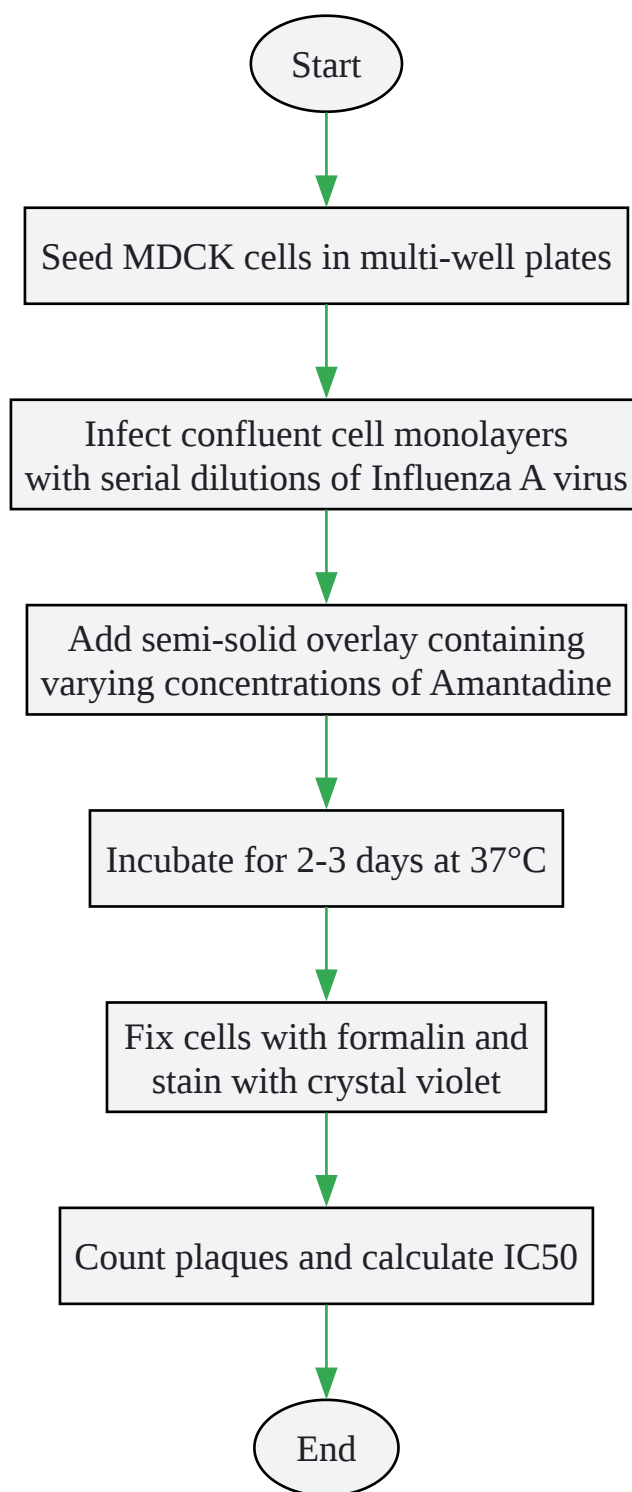 Start
Seed MDCK cells in multi-well plates
Infect confluent cell monolayers
with serial dilutions of Influenza A virus
Add semi-solid overlay containing
varying concentrations of Amantadine
Incubate for 2-3 days at 37°C
Fix cells with formalin and
stain with crystal violet
Count plaques and calculate IC50
End